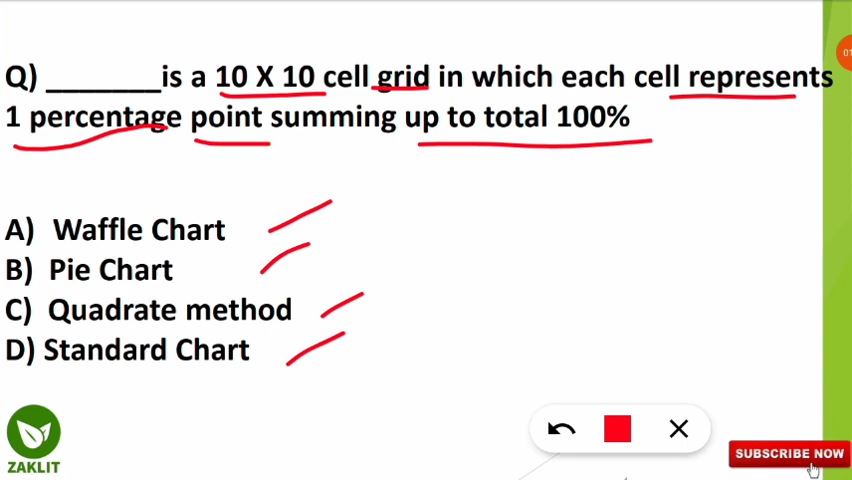 Q) _______is a 10 X 10 cell grid in which each cell represents
1 percentage point summing up to total 100%
A) Waffle Chart
B) Pie Chart
C) Quadrate method
D) Standard Chart
ZAKLIT
SUBSCRIBE NOW